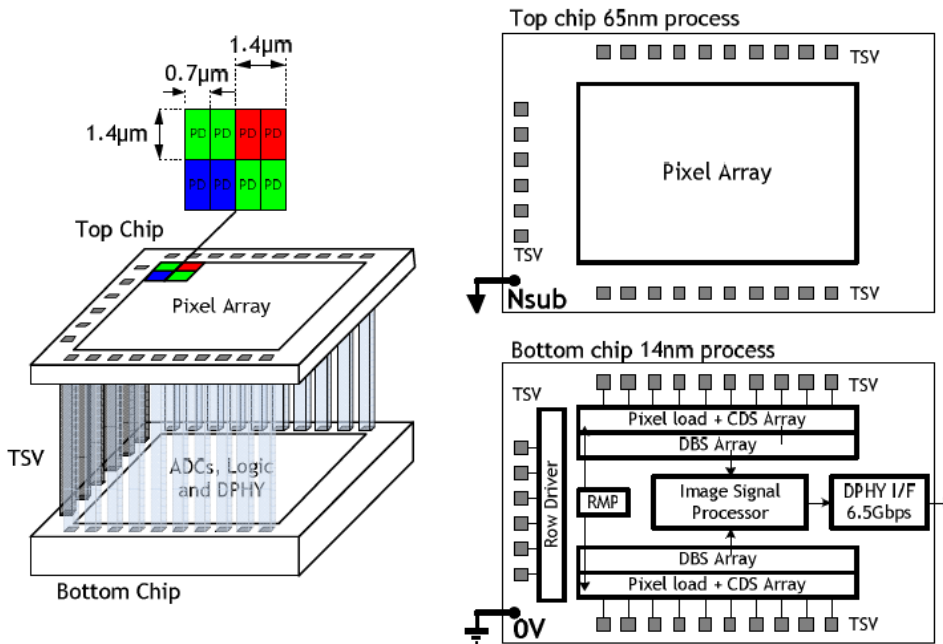 1.4μm
0.7μm
1.4μm
PD PD PD PD
PD PD PD PD
Top Chip
Pixel Array
TSV
ADCs, Logic
and DPHY
Bottom Chip
Top chip 65nm process
TSV
Pixel Array
TSV
Nsub
TSV
Bottom chip 14nm process
TSV
TSV
Pixel load + CDS Array
DBS Array
Row Driver
RMP
Image Signal
Processor
DPHY I/F
6.5Gbps
DBS Array
Pixel load + CDS Array
0V
TSV